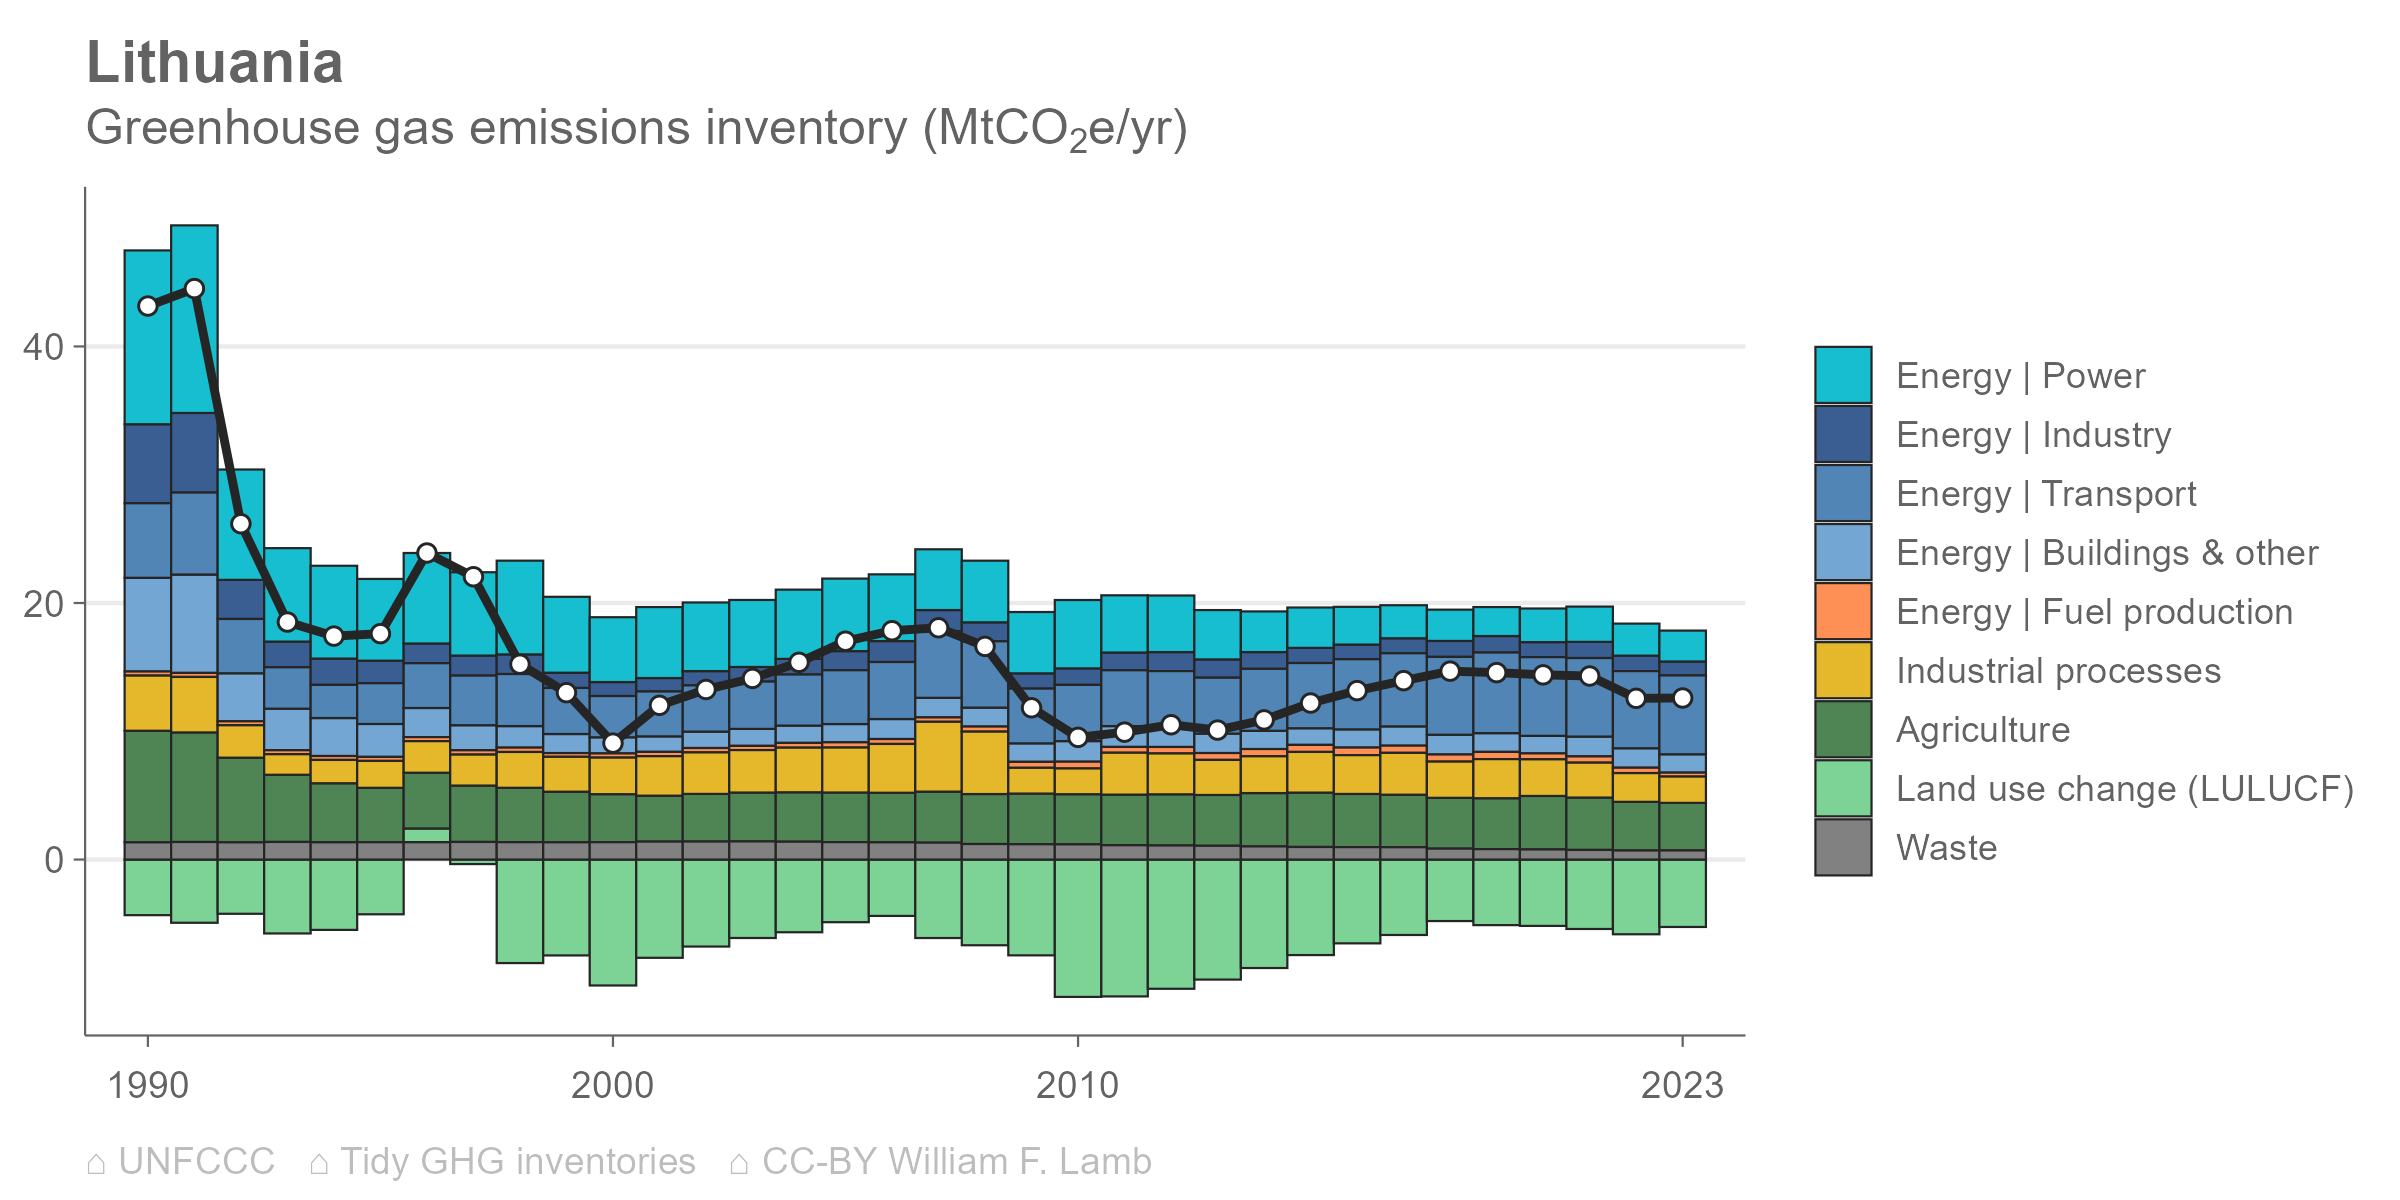 Lithuania
Greenhouse gas emissions inventory (MtCO₂e/yr)
40
20
0
1990
2000
2010
2023
Energy | Power
Energy | Industry
Energy | Transport
Energy | Buildings & other
Energy | Fuel production
Industrial processes
Agriculture
Land use change (LULUCF)
Waste
⌂ UNFCCC ⌂ Tidy GHG inventories ⌂ CC-BY William F. Lamb